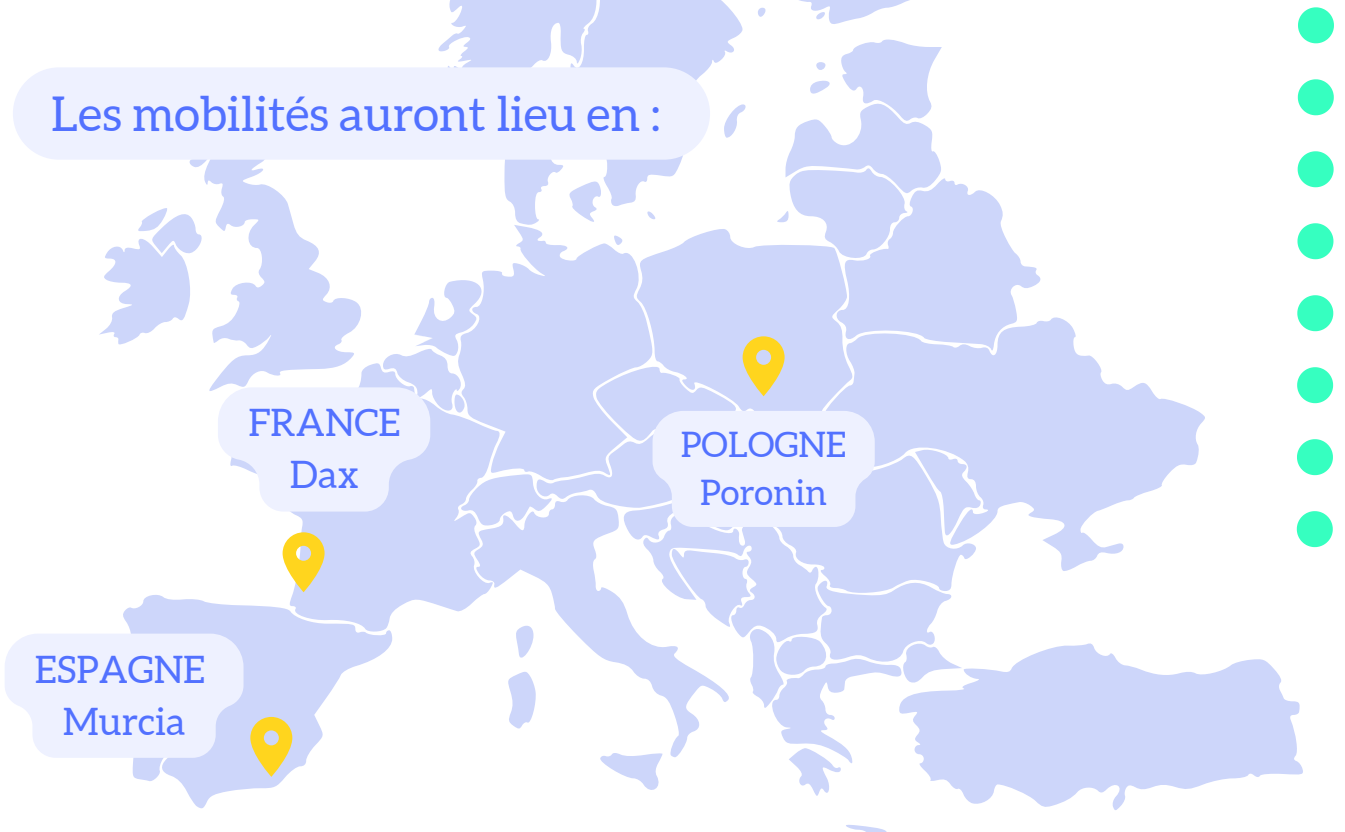 Les mobilités auront lieu en :
FRANCE
Dax
POLOGNE
Poronin
ESPAGNE
Murcia